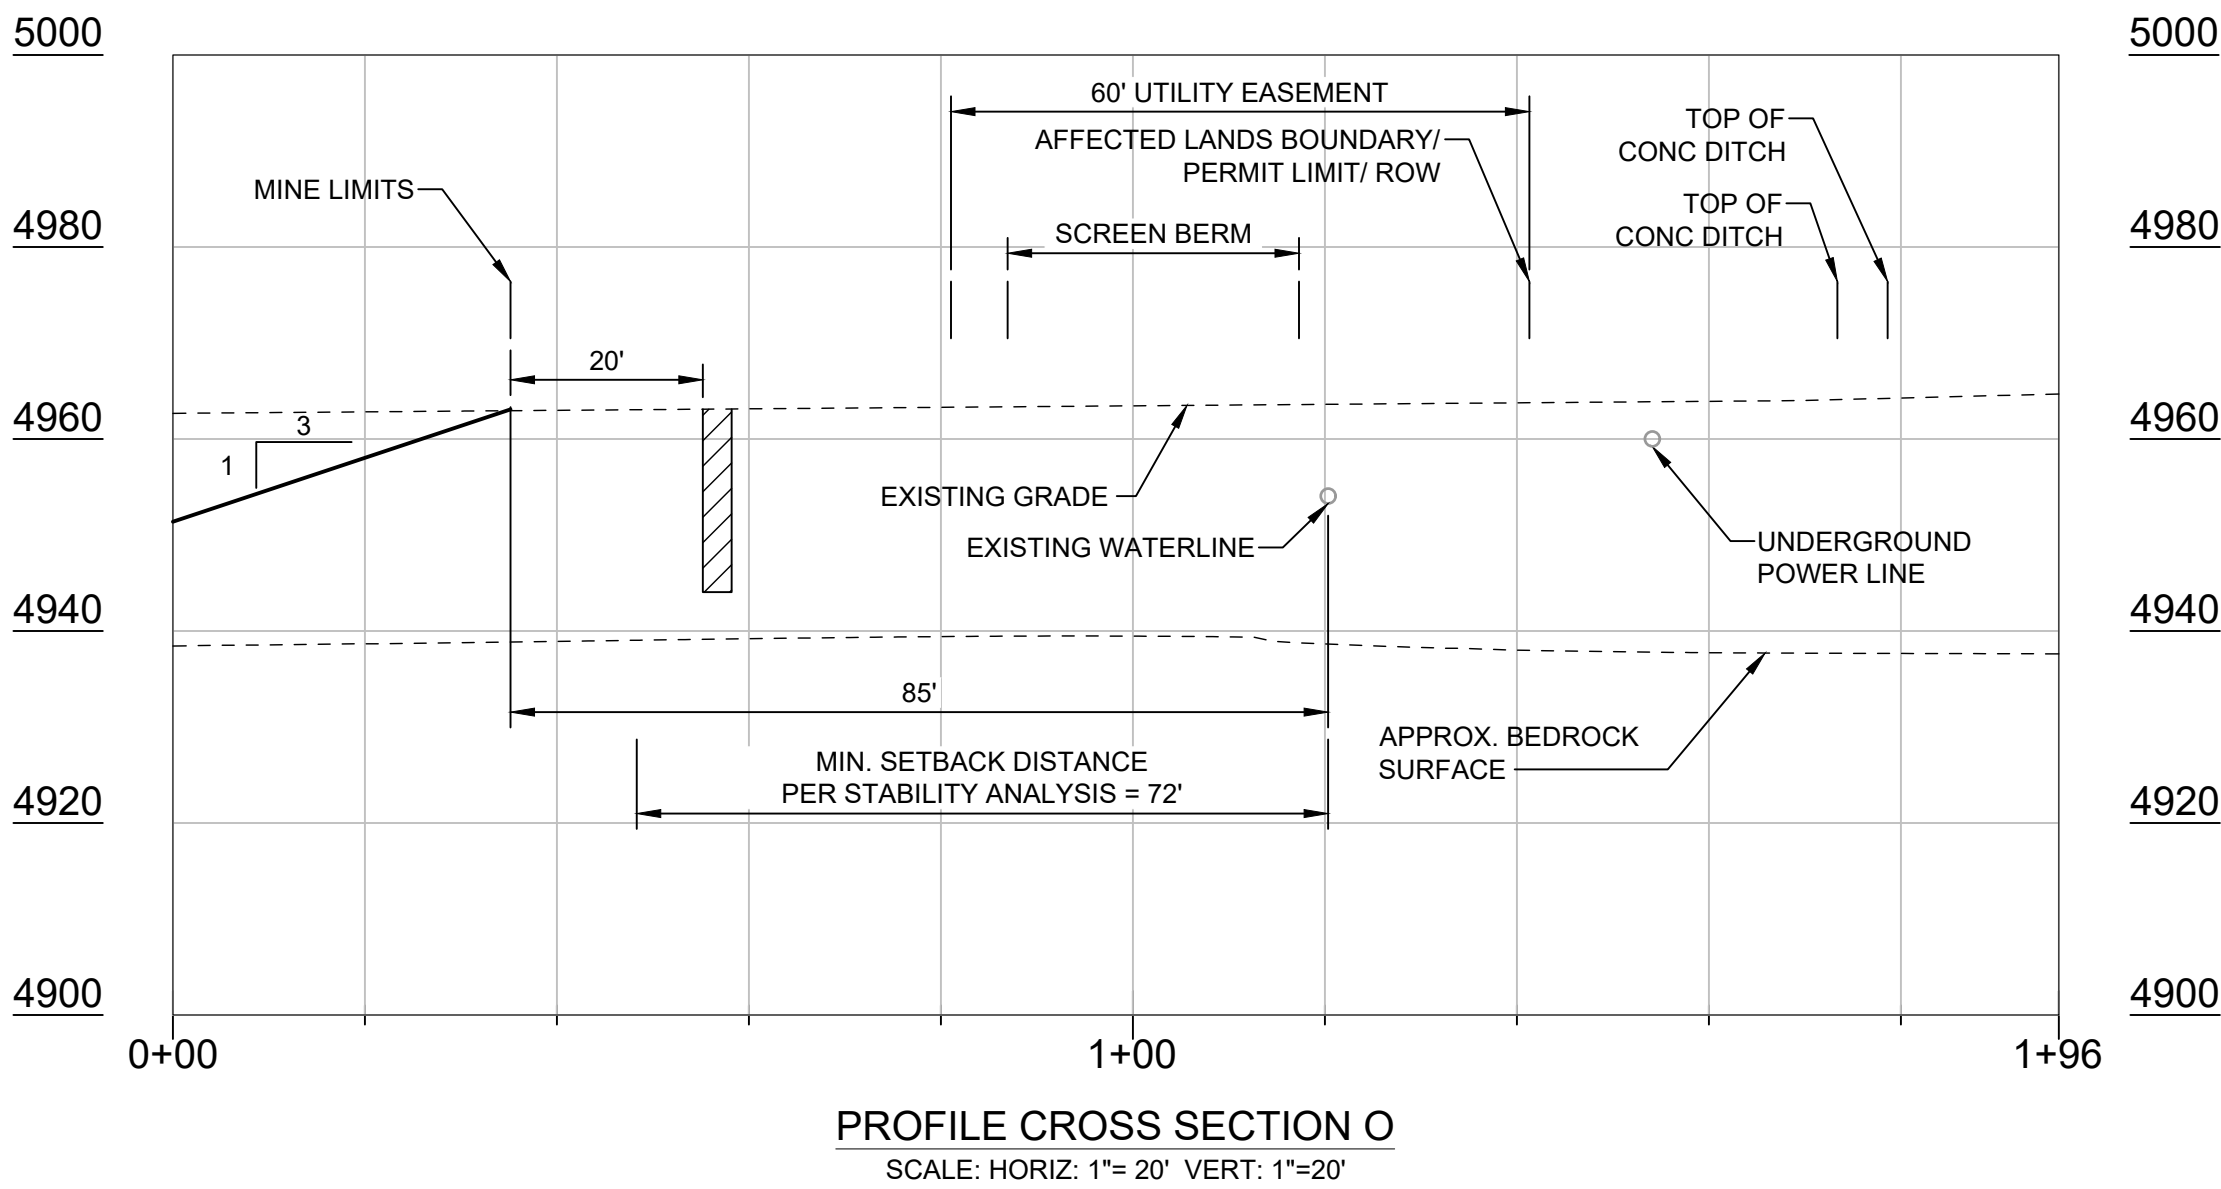 5000
5000
60' UTILITY EASEMENT
AFFECTED LANDS BOUNDARY/
PERMIT LIMIT/ ROW
TOP OF
CONC DITCH
MINE LIMITS
TOP OF
CONC DITCH
4980
4980
SCREEN BERM
20'
4960
4960
3
1
EXISTING GRADE
EXISTING WATERLINE
UNDERGROUND
POWER LINE
4940
4940
85'
APPROX. BEDROCK
SURFACE
MIN. SETBACK DISTANCE
PER STABILITY ANALYSIS = 72'
4920
4920
4900
4900
0+00
1+00
1+96
PROFILE CROSS SECTION O
SCALE: HORIZ: 1"= 20' VERT: 1"=20'